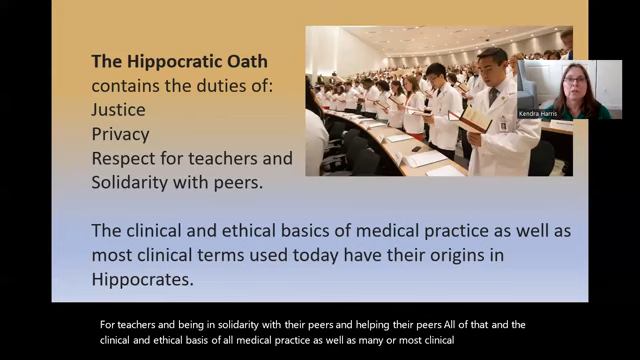 The Hippocratic Oath
contains the duties of:
Justice
Privacy
Respect for teachers and
Solidarity with peers.
Kendra Harris
The clinical and ethical basics of medical practice as well as
most clinical terms used today have their origins in
Hippocrates.
For teachers and being in solidarity with their peers and helping their peers All of that and the
clinical and ethical basis of all medical practice as well as many or most clinical